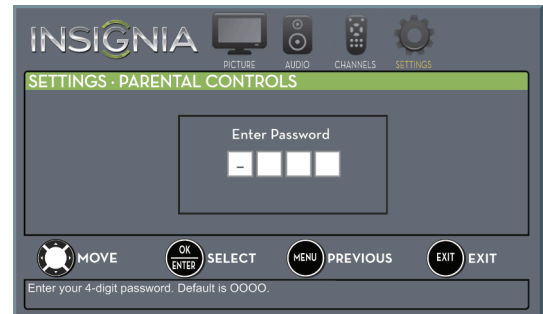 INSIGNIA
PICTURE AUDIO CHANNELS SETTINGS
SETTINGS · PARENTAL CONTROLS
Enter Password
–
MOVE OK ENTER SELECT MENU PREVIOUS EXIT EXIT
Enter your 4-digit password. Default is OOOO.